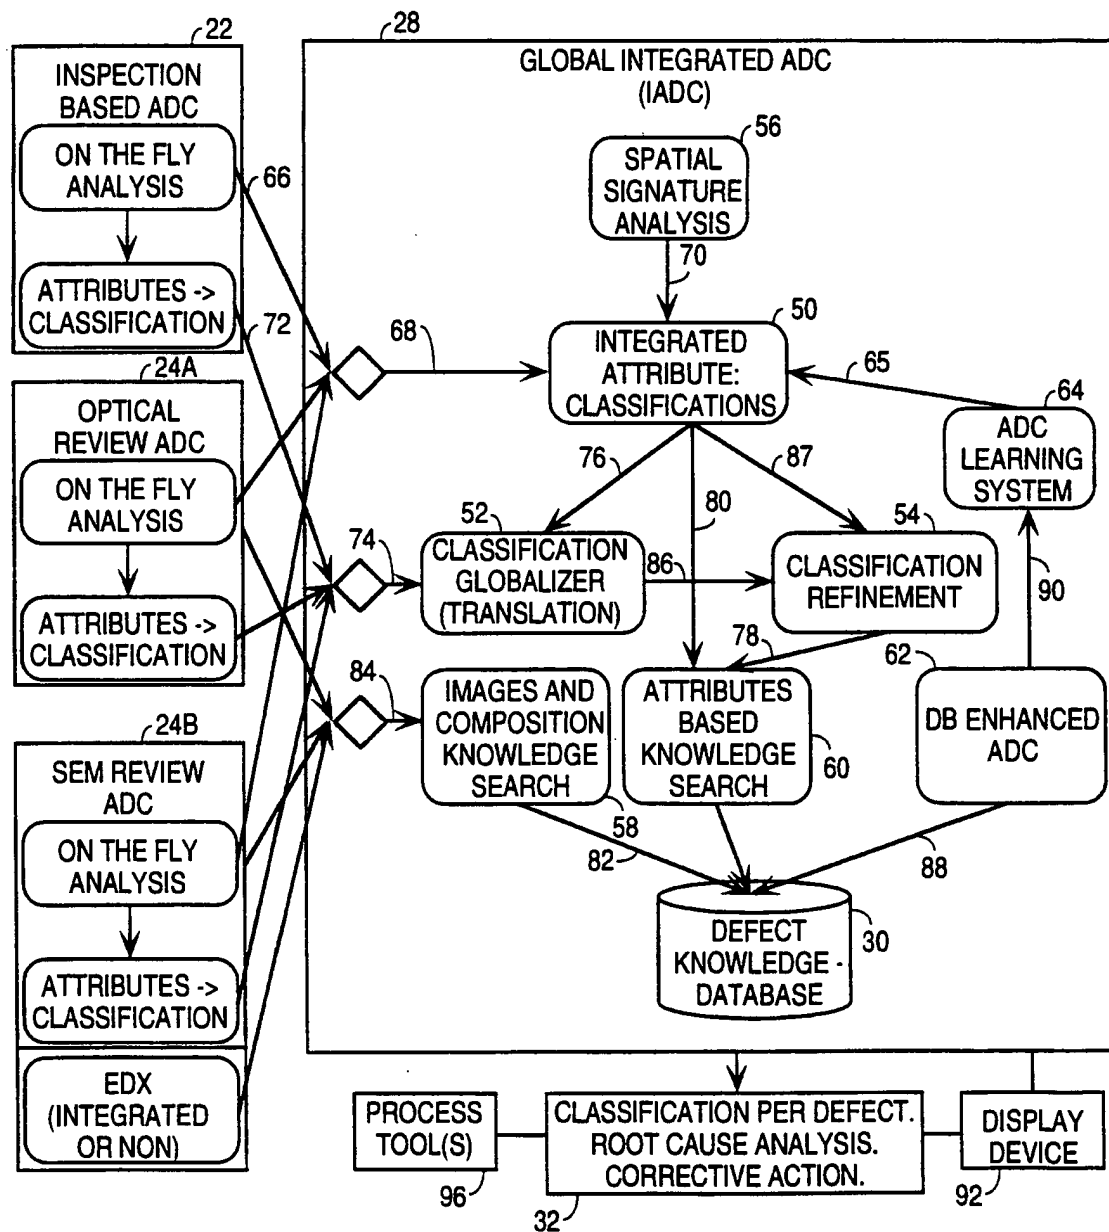 22
INSPECTION
BASED ADC
ON THE FLY
ANALYSIS
ATTRIBUTES ->
CLASSIFICATION
66
72
24A
OPTICAL
REVIEW ADC
ON THE FLY
ANALYSIS
ATTRIBUTES ->
CLASSIFICATION
24B
SEM REVIEW
ADC
ON THE FLY
ANALYSIS
ATTRIBUTES ->
CLASSIFICATION
EDX
(INTEGRATED
OR NON)
28
GLOBAL INTEGRATED ADC
(IADC)
56
SPATIAL
SIGNATURE
ANALYSIS
70
50
68
INTEGRATED
ATTRIBUTE:
CLASSIFICATIONS
65
64
ADC
LEARNING
SYSTEM
76
80
87
52
54
74
CLASSIFICATION
GLOBALIZER
(TRANSLATION)
86
CLASSIFICATION
REFINEMENT
90
78
62
84
IMAGES AND
COMPOSITION
KNOWLEDGE
SEARCH
58
ATTRIBUTES
BASED
KNOWLEDGE
SEARCH
60
DB ENHANCED
ADC
82
88
DEFECT
KNOWLEDGE -
DATABASE
30
PROCESS
TOOL(S)
96
CLASSIFICATION PER DEFECT.
ROOT CAUSE ANALYSIS.
CORRECTIVE ACTION.
32
DISPLAY
DEVICE
92